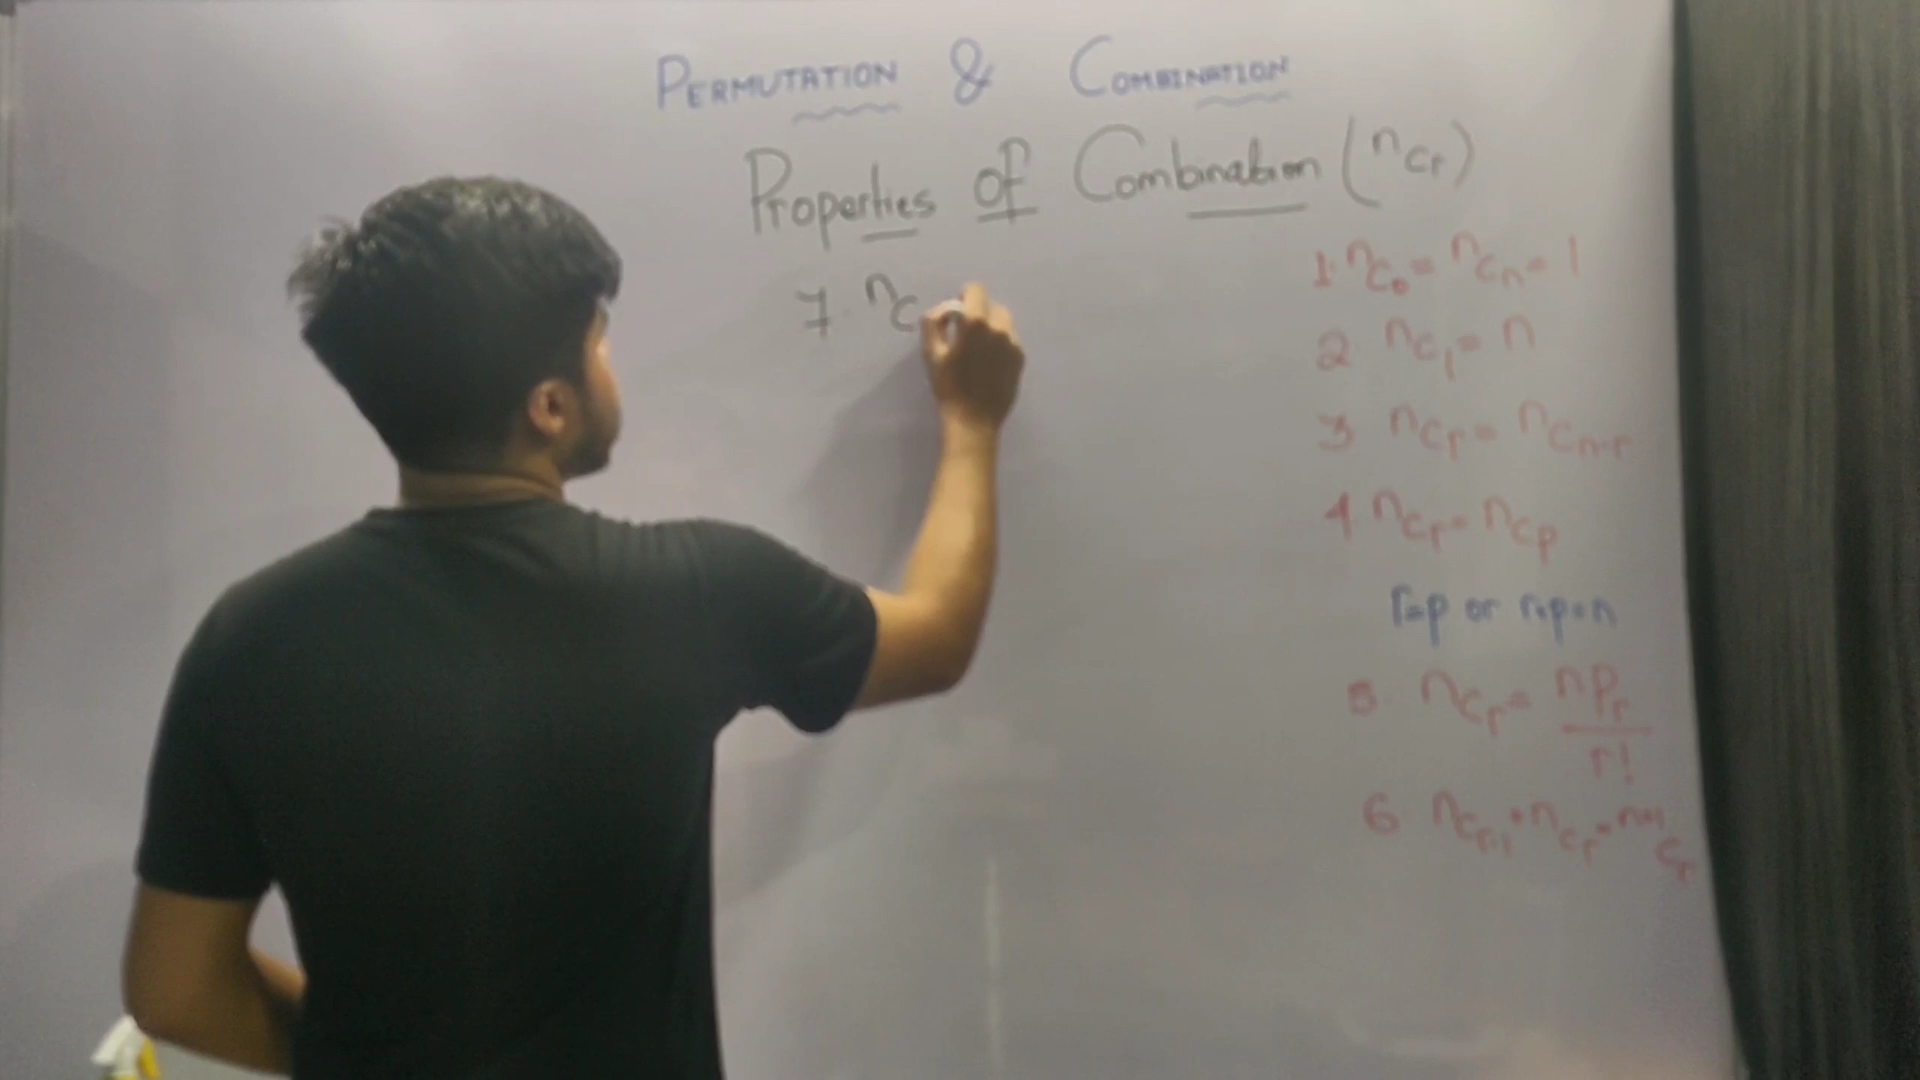 PERMUTATION & COMBINATION
Properties of Combination (ⁿCᵣ)
7. ⁿC
1. ⁿC₀ = ⁿCₙ = 1
2 ⁿC₁ = n
3 ⁿCᵣ = ⁿCₙ₋ᵣ
4. ⁿCᵣ = ⁿCₚ
r=p or r+p=n
5. ⁿCᵣ = ⁿPᵣ / r!
6. ⁿCᵣ₋₁ + ⁿCᵣ = ⁿ⁺¹Cᵣ